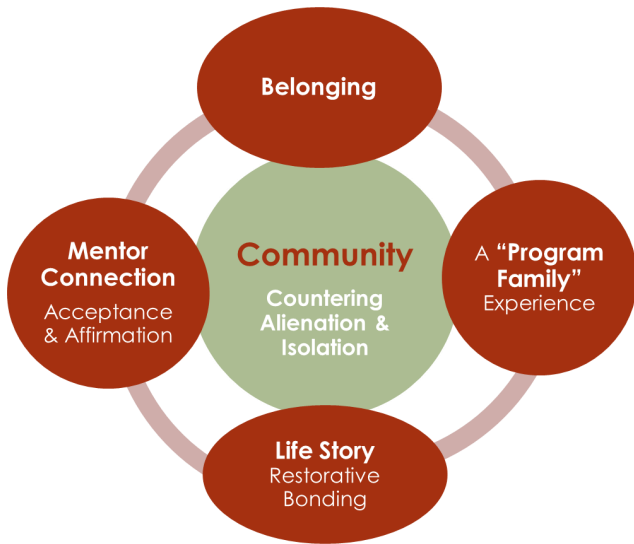 Belonging
Mentor
Connection
Acceptance
& Affirmation
Community
Countering
Alienation &
Isolation
A “Program
Family”
Experience
Life Story
Restorative
Bonding